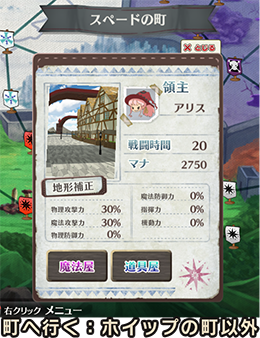 スペードの町
×とじる
領主
アリス
戦闘時間 20
マナ 2750
地形補正
物理攻撃力 30%
魔法攻撃力 30%
物理防御力 0%
魔法防御力 0%
指揮力 0%
機動力 0%
魔法屋
道具屋
右クリック メニュー
町へ行く:ホイップの町以外